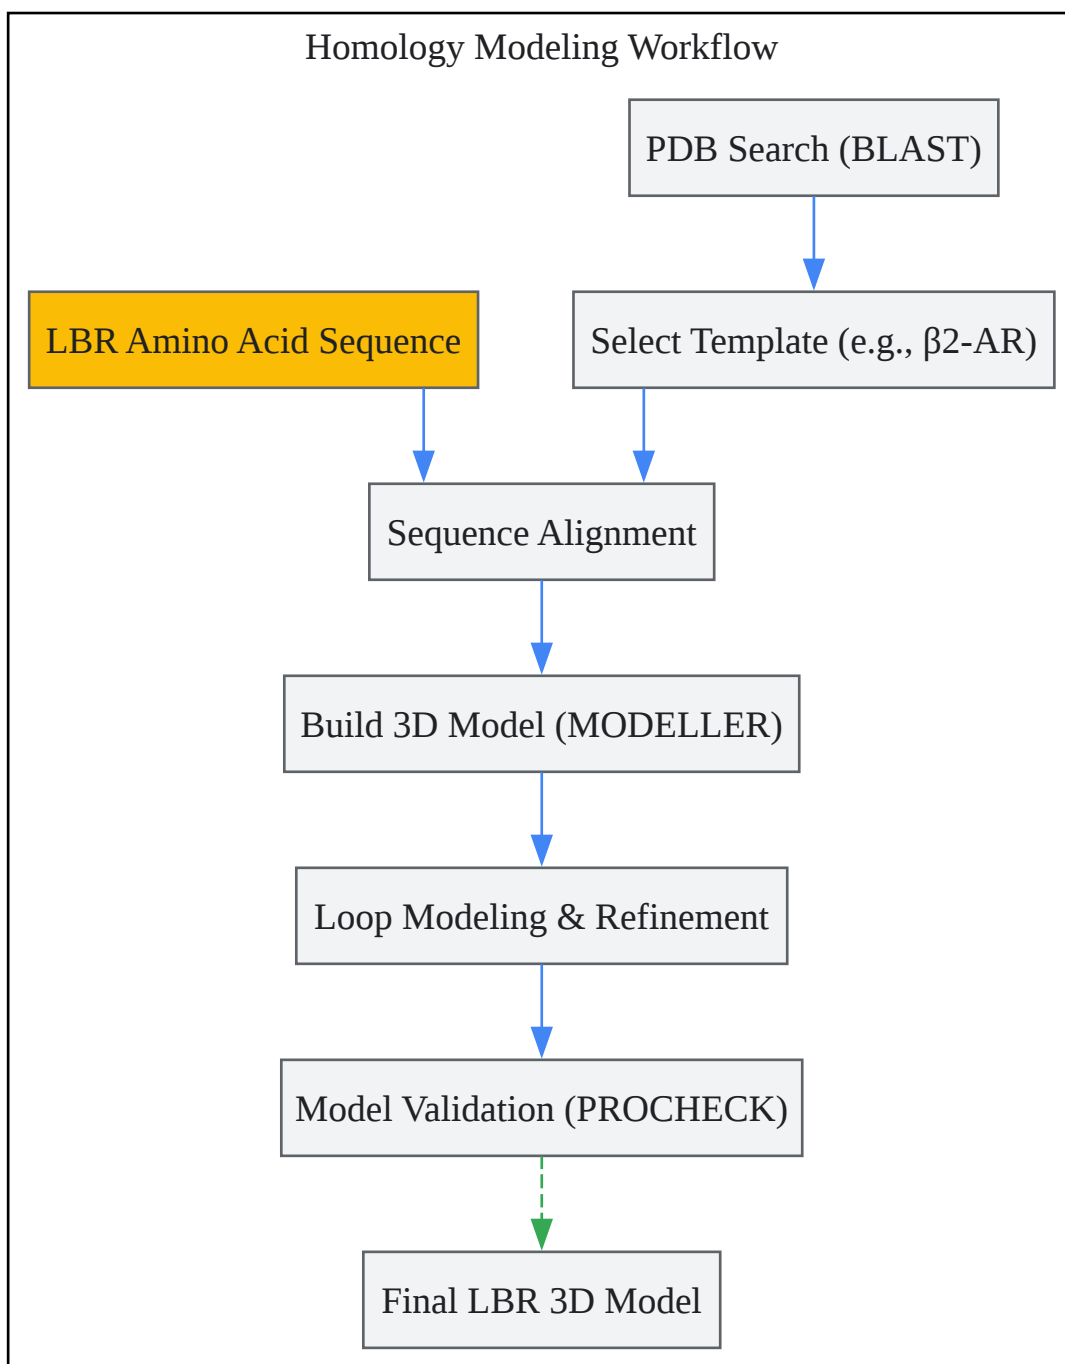 Homology Modeling Workflow
PDB Search (BLAST)
LBR Amino Acid Sequence
Select Template (e.g., β2-AR)
Sequence Alignment
Build 3D Model (MODELLER)
Loop Modeling & Refinement
Model Validation (PROCHECK)
Final LBR 3D Model